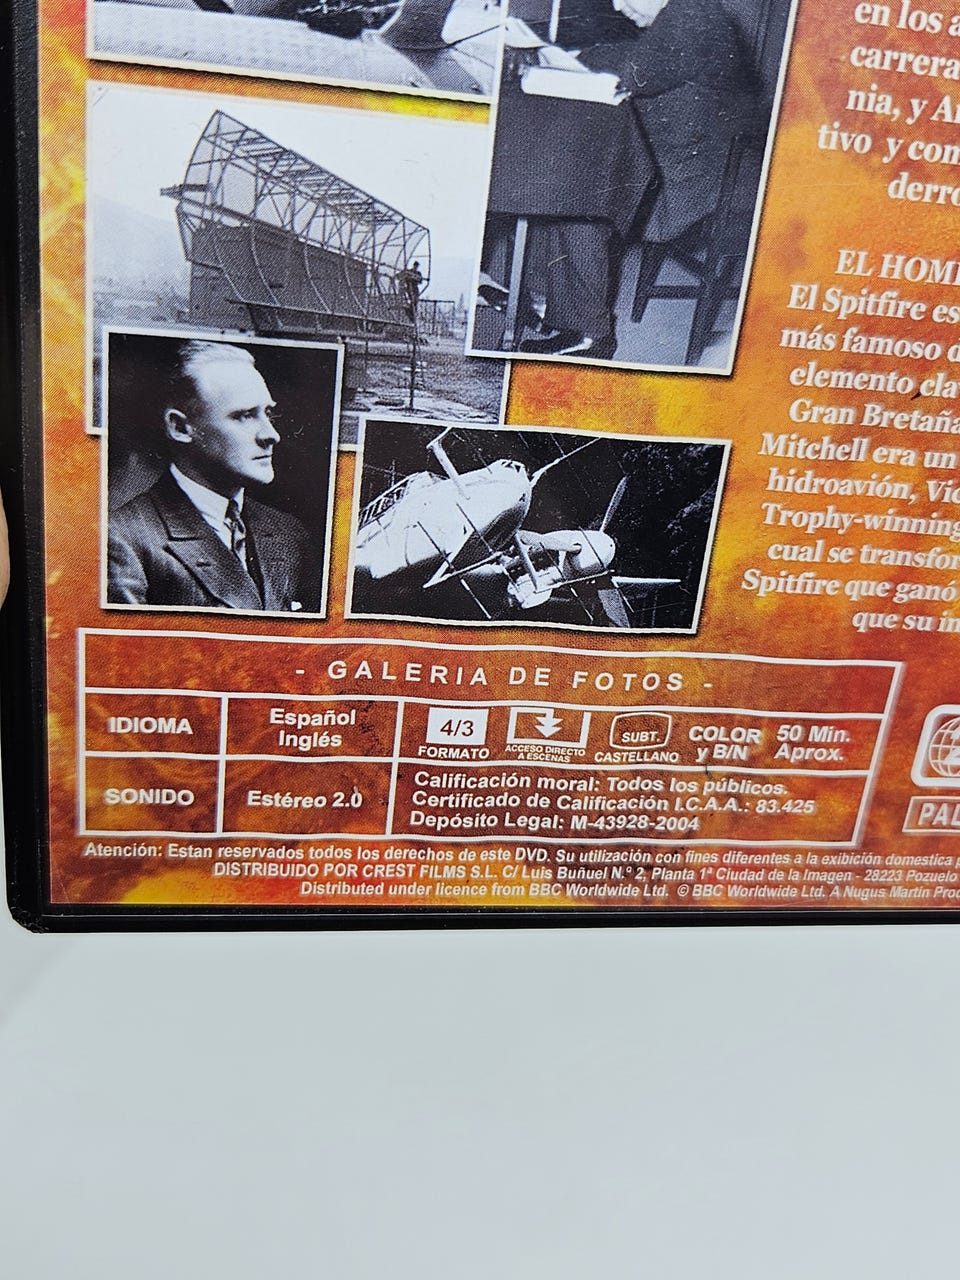 en los
carrera
nia, y
tivo y com
derro
EL HOM
El Spitfire es
más famoso d
elemento cla
Gran Bretaña
Mitchell era un
hidroavión, Vic
Trophy-winning
cual se transfor
Spitfire que ganó
que su in
- GALERIA DE FOTOS -
IDIOMA
Español
Inglés
4/3
FORMATO
ACCESO DIRECTO
A ESCENAS
SUBT.
CASTELLANO
COLOR
y B/N
50 Min.
Aprox.
SONIDO
Estéreo 2.0
Calificación moral: Todos los públicos.
Certificado de Calificación I.C.A.A.: 83.425
Depósito Legal: M-43928-2004
PAL
Atención: Estan reservados todos los derechos de este DVD. Su utilización con fines diferentes a la exibición domestica
DISTRIBUIDO POR CREST FILMS S.L. C/ Luis Buñuel N.º 2, Planta 1ª Ciudad de la Imagen - 28223 Pozuelo
Distributed under licence from BBC Worldwide Ltd. © BBC Worldwide Ltd. A Nugus Martin Prod